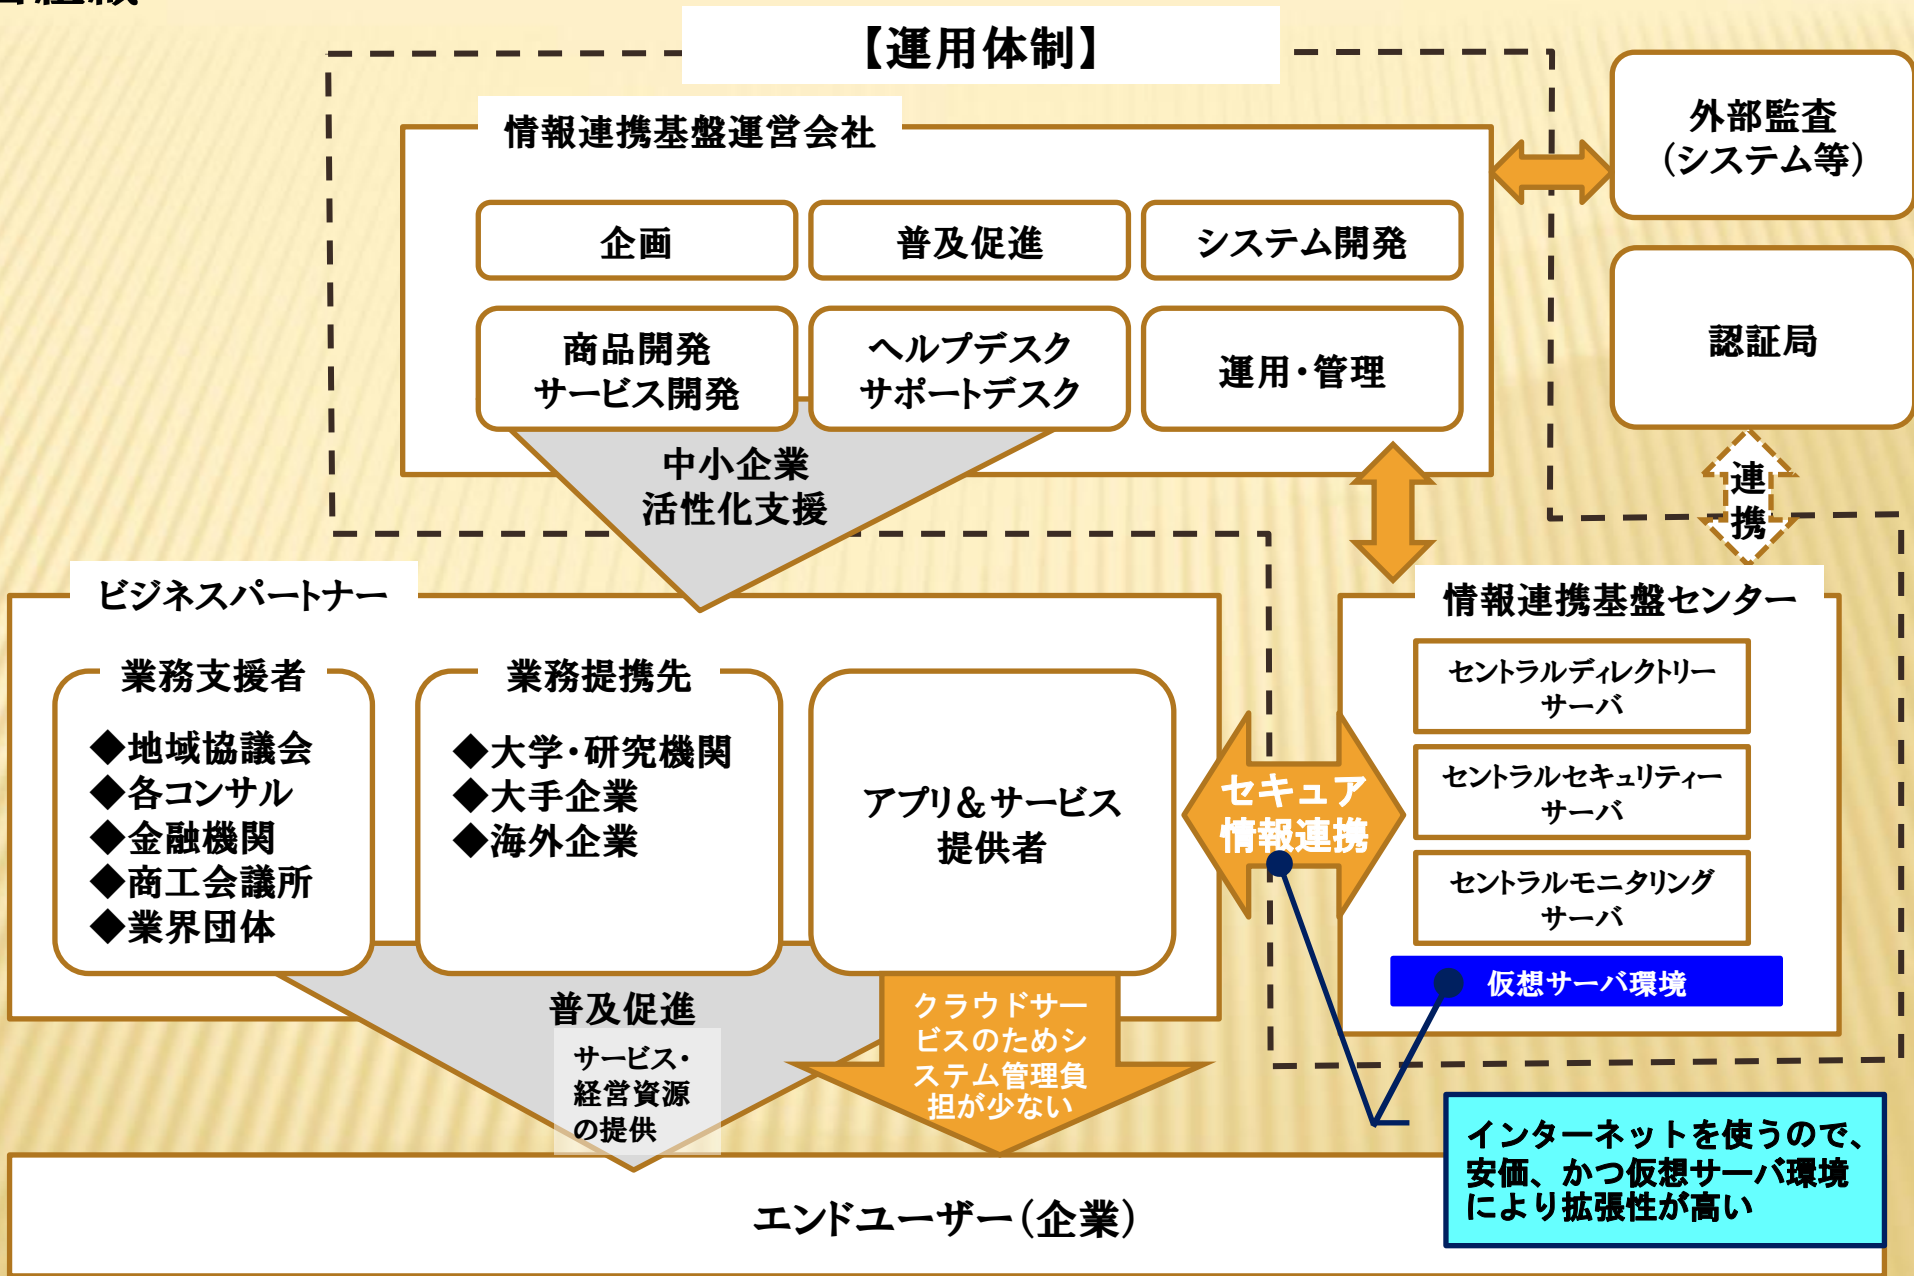 【運用体制】
情報連携基盤運営会社
企画
普及促進
システム開発
商品開発
サービス開発
ヘルプデスク
サポートデスク
運用・管理
外部監査
（システム等）
認証局
連
携
中小企業
活性化支援
ビジネスパートナー
業務支援者
◆地域協議会
◆各コンサル
◆金融機関
◆商工会議所
◆業界団体
業務提携先
◆大学・研究機関
◆大手企業
◆海外企業
アプリ&サービス
提供者
セキュア
情報連携
情報連携基盤センター
セントラルディレクトリー
サーバ
セントラルセキュリティー
サーバ
セントラルモニタリング
サーバ
仮想サーバ環境
普及促進
サービス・
経営資源
の提供
クラウドサー
ビスのためシ
ステム管理負
担が少ない
インターネットを使うので、
安価、かつ仮想サーバ環境
により拡張性が高い
エンドユーザー（企業）